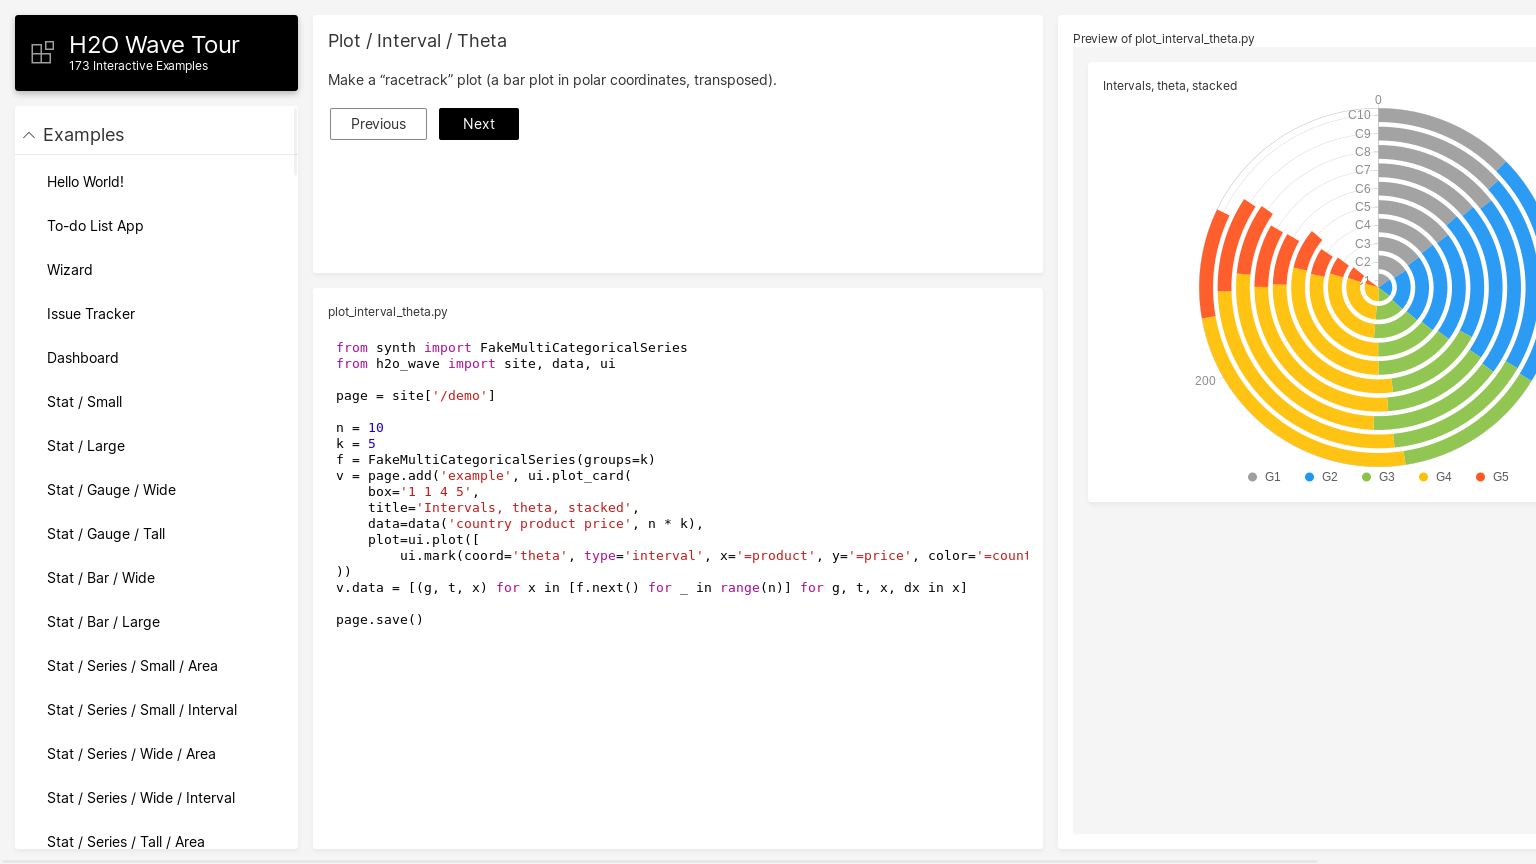 H2O Wave Tour
173 Interactive Examples
Examples
Hello World!
To-do List App
Wizard
Issue Tracker
Dashboard
Stat / Small
Stat / Large
Stat / Gauge / Wide
Stat / Gauge / Tall
Stat / Bar / Wide
Stat / Bar / Large
Stat / Series / Small / Area
Stat / Series / Small / Interval
Stat / Series / Wide / Area
Stat / Series / Wide / Interval
Stat / Series / Tall / Area
Plot / Interval / Theta
Make a “racetrack” plot (a bar plot in polar coordinates, transposed).
Previous
Next
plot_interval_theta.py
from synth import FakeMultiCategoricalSeries
from h2o_wave import site, data, ui
page = site['/demo']
n = 10
k = 5
f = FakeMultiCategoricalSeries(groups=k)
v = page.add('example', ui.plot_card(
box='1 1 4 5',
title='Intervals, theta, stacked',
data=data('country product price', n * k),
plot=ui.plot([
ui.mark(coord='theta', type='interval', x='=product', y='=price', color='=count
))
v.data = [(g, t, x) for x in [f.next() for _ in range(n)] for g, t, x, dx in x]
page.save()
Preview of plot_interval_theta.py
Intervals, theta, stacked
0
C10
C9
C8
C7
C6
C5
C4
C3
C2
200
G1 G2 G3 G4 G5